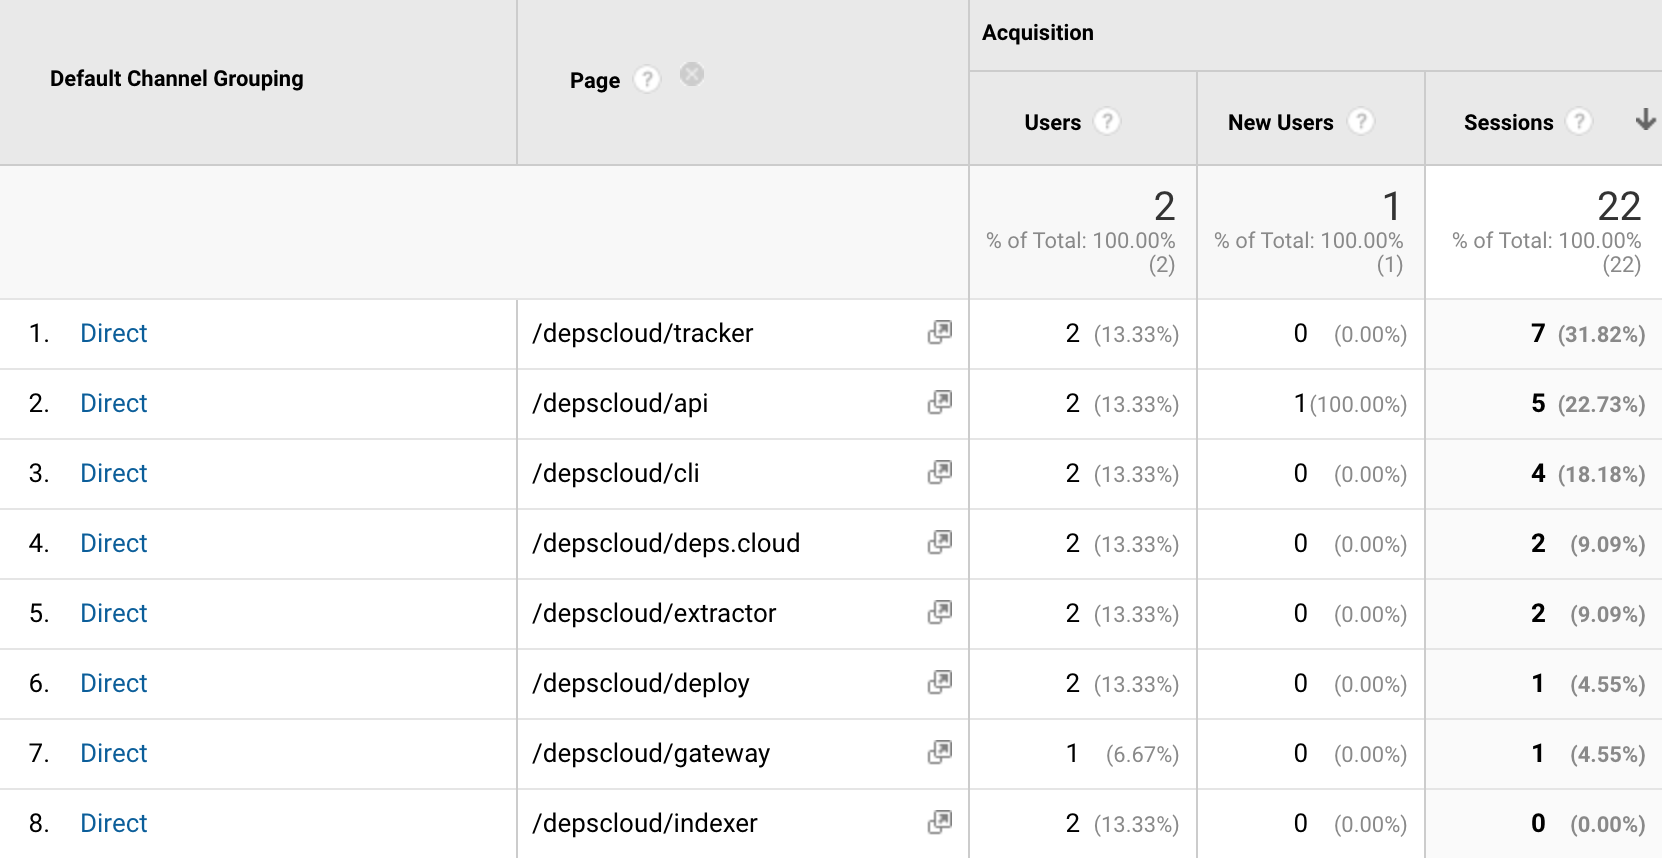 Acquisition
Default Channel Grouping Page ? Users ? New Users ? Sessions ?
2 1 22
% of Total: 100.00% % of Total: 100.00% % of Total: 100.00%
(2) (1) (22)
1. Direct /depscloud/tracker 2 (13.33%) 0 (0.00%) 7 (31.82%)
2. Direct /depscloud/api 2 (13.33%) 1 (100.00%) 5 (22.73%)
3. Direct /depscloud/cli 2 (13.33%) 0 (0.00%) 4 (18.18%)
4. Direct /depscloud/deps.cloud 2 (13.33%) 0 (0.00%) 2 (9.09%)
5. Direct /depscloud/extractor 2 (13.33%) 0 (0.00%) 2 (9.09%)
6. Direct /depscloud/deploy 2 (13.33%) 0 (0.00%) 1 (4.55%)
7. Direct /depscloud/gateway 1 (6.67%) 0 (0.00%) 1 (4.55%)
8. Direct /depscloud/indexer 2 (13.33%) 0 (0.00%) 0 (0.00%)